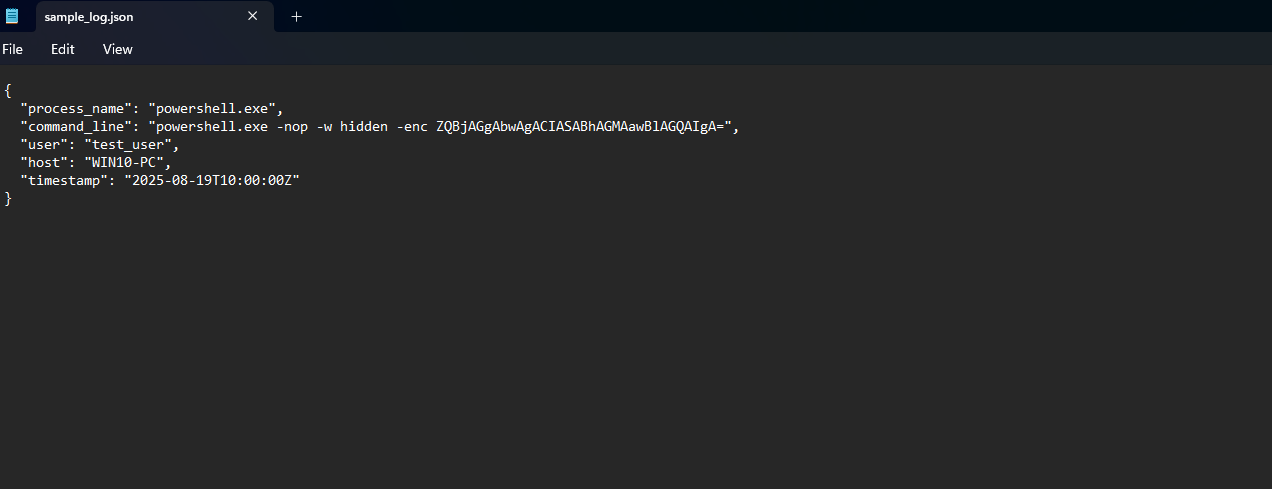 sample_log.json
File Edit View
{
  "process_name": "powershell.exe",
  "command_line": "powershell.exe -nop -w hidden -enc ZQBjAGgAbwAgACIASABhAGMAawBlAGQAIgA=",
  "user": "test_user",
  "host": "WIN10-PC",
  "timestamp": "2025-08-19T10:00:00Z"
}